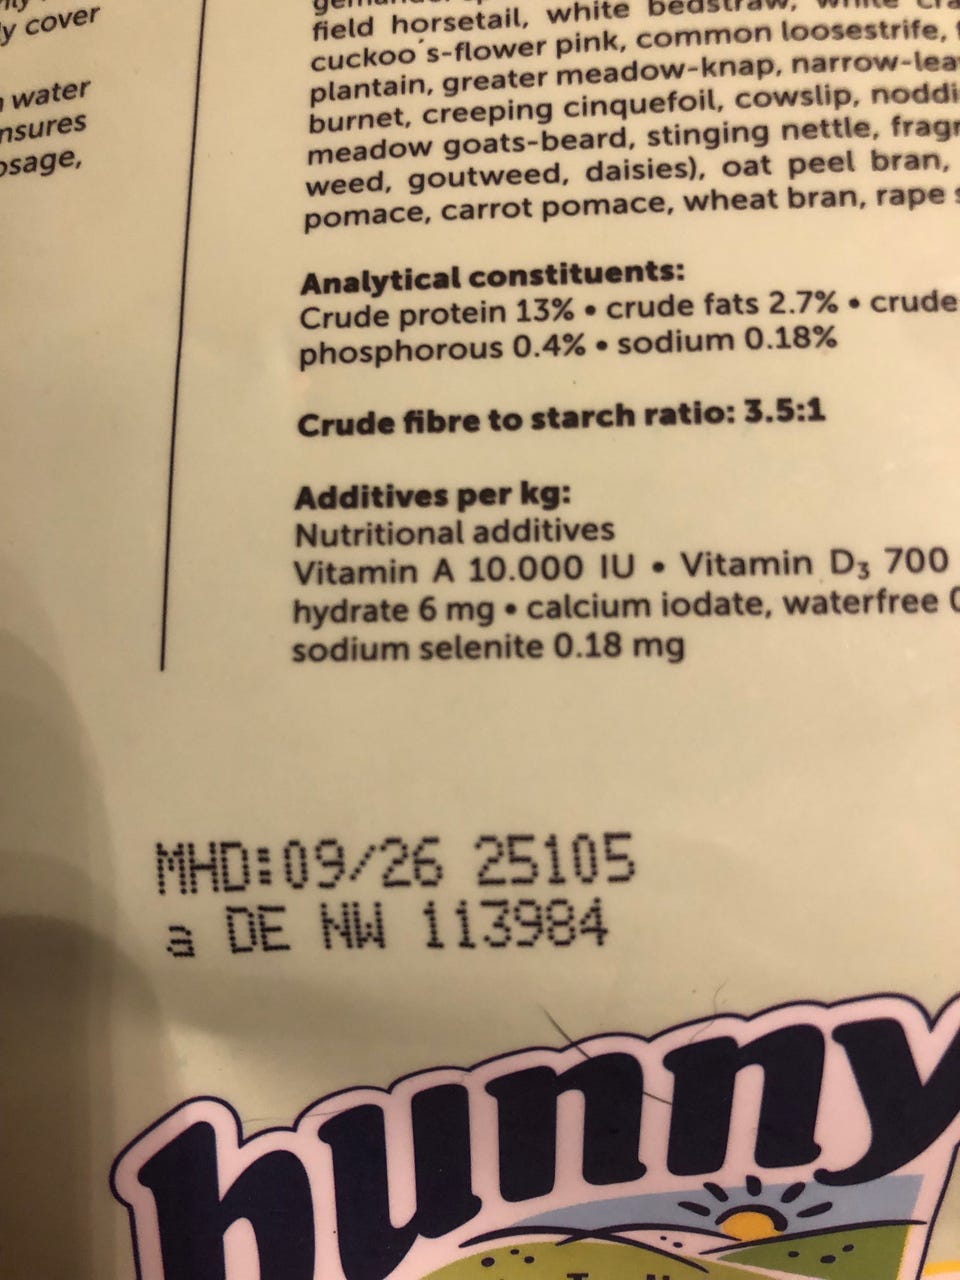 y cover
water
nsures
osage,
field horsetail, white bedstraw, white
cuckoo´s-flower pink, common loosestrife,
plantain, greater meadow-knap, narrow-lea
burnet, creeping cinquefoil, cowslip, noddi
meadow goats-beard, stinging nettle, fragr
weed, goutweed, daisies), oat peel bran,
pomace, carrot pomace, wheat bran, rape s
Analytical constituents:
Crude protein 13% • crude fats 2.7% • crude
phosphorous 0.4% • sodium 0.18%
Crude fibre to starch ratio: 3.5:1
Additives per kg:
Nutritional additives
Vitamin A 10.000 IU • Vitamin D₃ 700
hydrate 6 mg • calcium iodate, waterfree 0
sodium selenite 0.18 mg
MHD:09/26 25105
a DE NW 113984
bunny